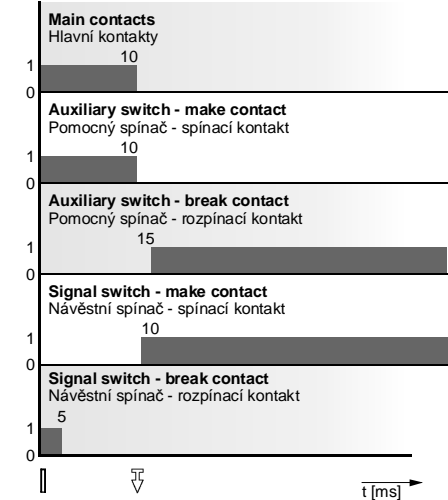 Main contacts
Hlavní kontakty
10
1
0
Auxiliary switch - make contact
Pomocný spínač - spínací kontakt
10
1
0
Auxiliary switch - break contact
Pomocný spínač - rozpínací kontakt
15
1
0
Signal switch - make contact
Návěstní spínač - spínací kontakt
10
1
0
Signal switch - break contact
Návěstní spínač - rozpínací kontakt
5
1
0
t [ms]